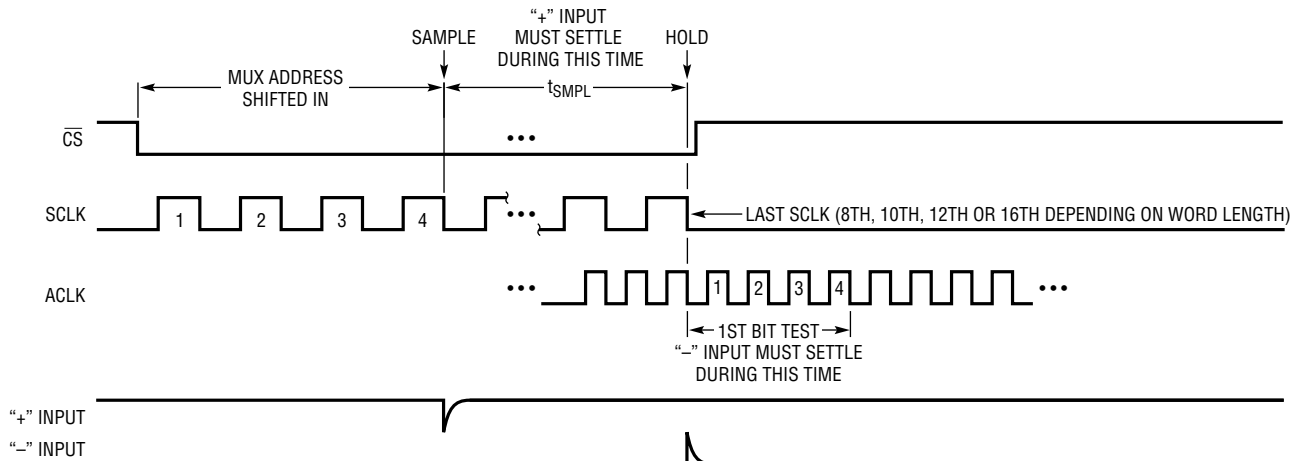 SAMPLE
“+” INPUT
MUST SETTLE
DURING THIS TIME
HOLD
MUX ADDRESS
SHIFTED IN
tSMPL
CS
•••
SCLK
1 2 3 4
•••
LAST SCLK (8TH, 10TH, 12TH OR 16TH DEPENDING ON WORD LENGTH)
ACLK
•••
1 2 3 4
•••
1ST BIT TEST
“–” INPUT MUST SETTLE
DURING THIS TIME
“+” INPUT
“–” INPUT